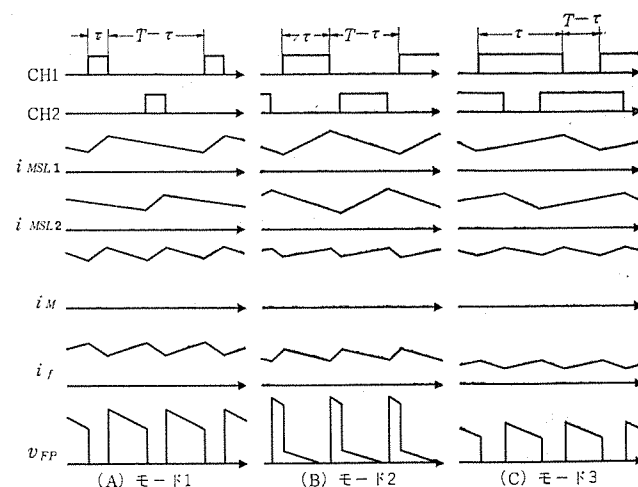 τ T−τ τ T−τ τ T−τ
CH1
CH2
i MSL1
i MSL2
i M
i f
v FP
(A) モード1 (B) モード2 (C) モード3